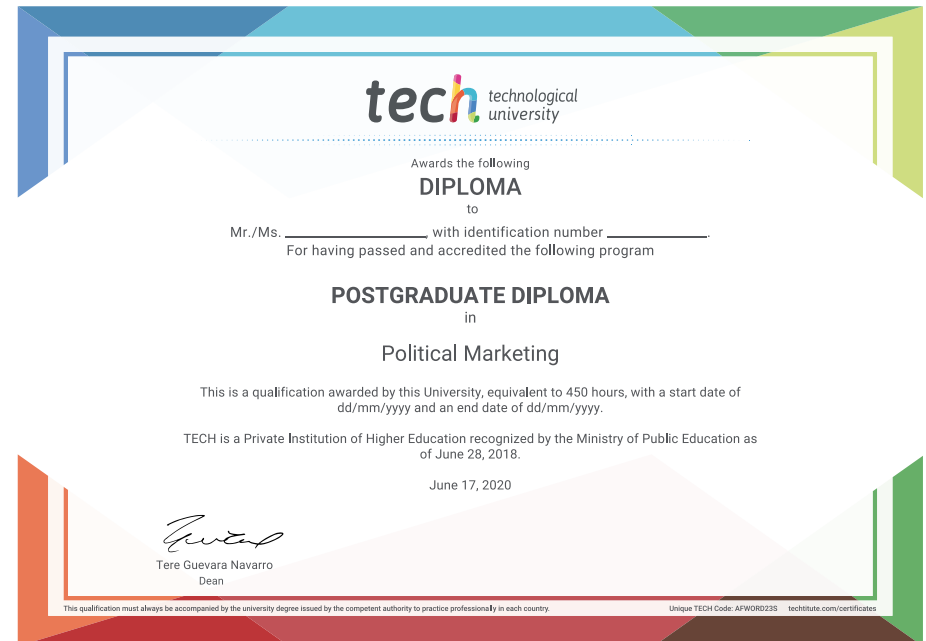 tech technological
university
Awards the following
DIPLOMA
to
Mr./Ms. ____________________, with identification number ______________.
For having passed and accredited the following program
POSTGRADUATE DIPLOMA
in
Political Marketing
This is a qualification awarded by this University, equivalent to 450 hours, with a start date of
dd/mm/yyyy and an end date of dd/mm/yyyy.
TECH is a Private Institution of Higher Education recognized by the Ministry of Public Education as
of June 28, 2018.
June 17, 2020
Tere Guevara Navarro
Dean
This qualification must always be accompanied by the university degree issued by the competent authority to practice professionally in each country.
Unique TECH Code: AFWORD23S techtitute.com/certificates